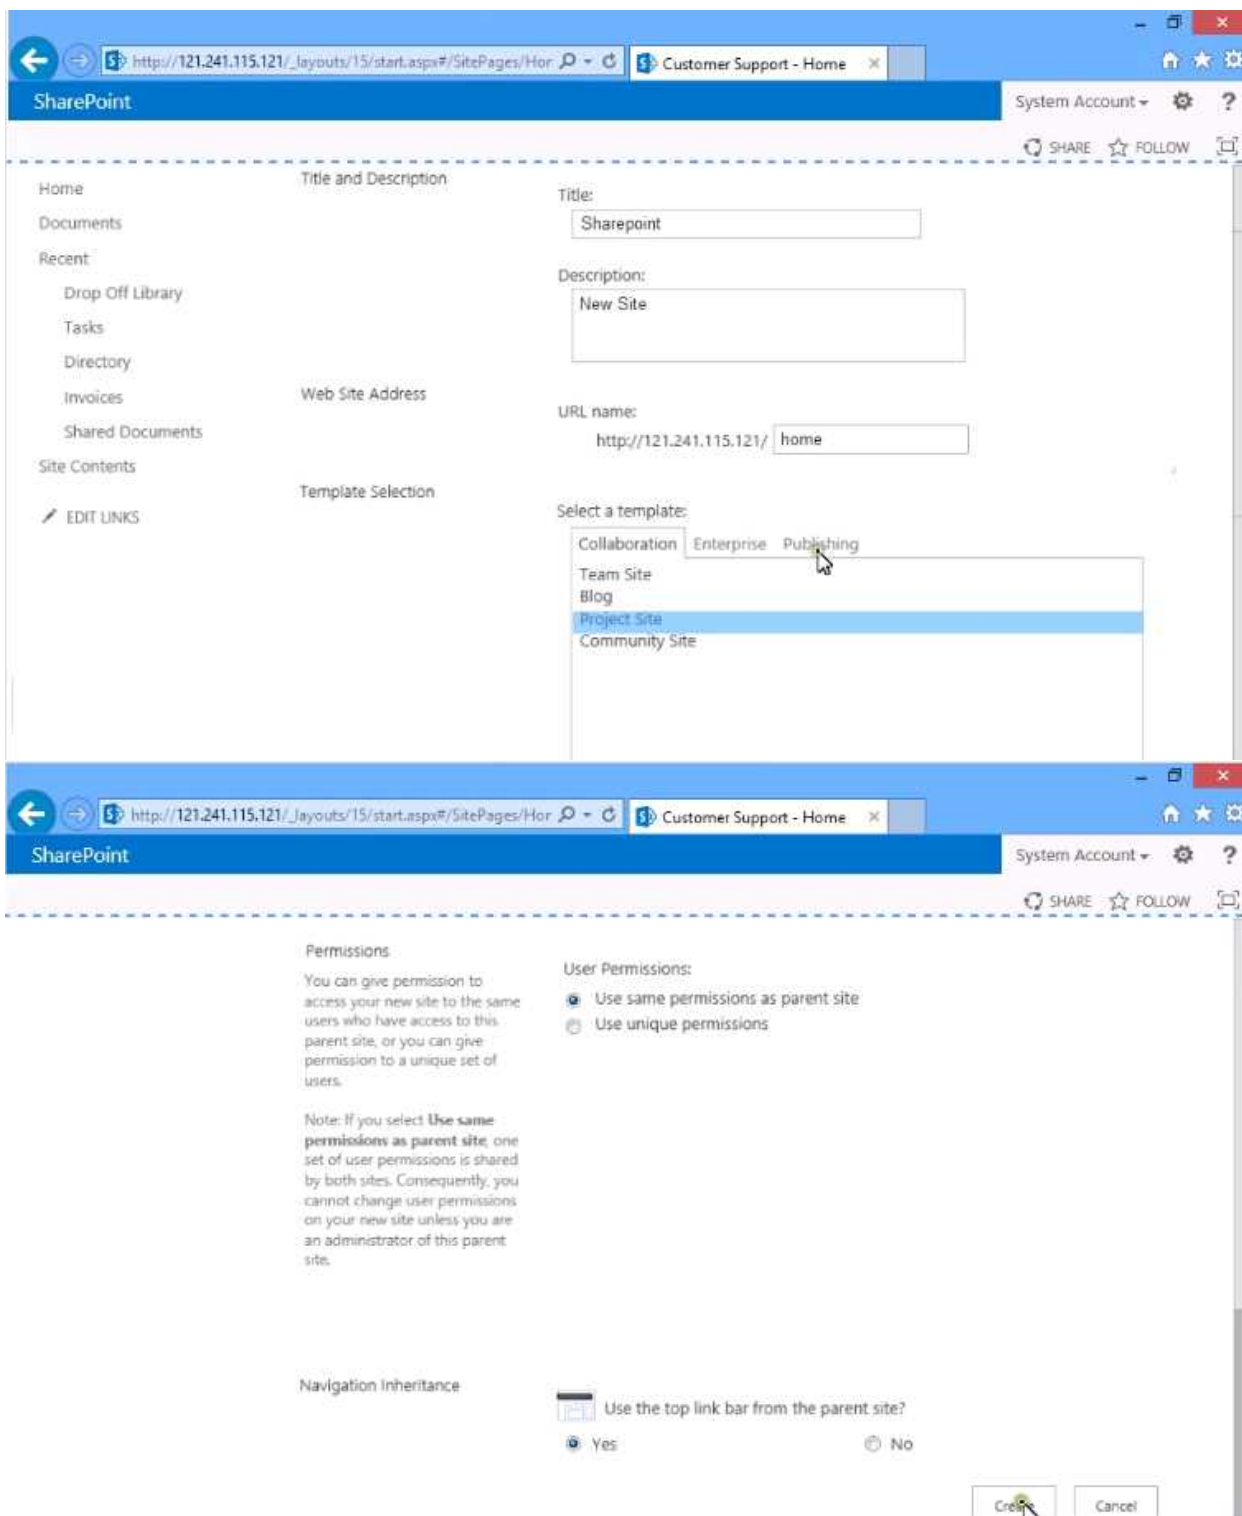 http://121.241.115.121/_layouts/15/start.aspx#/SitePages/Hor
Customer Support - Home
SharePoint
System Account
?
SHARE
FOLLOW
Home
Documents
Recent
Drop Off Library
Tasks
Directory
Invoices
Shared Documents
Site Contents
EDIT LINKS
Title and Description
Title:
Sharepoint
Description:
New Site
Web Site Address
URL name:
http://121.241.115.121/ home
Template Selection
Select a template:
Collaboration Enterprise Publishing
Team Site
Blog
Project Site
Community Site
http://121.241.115.121/_layouts/15/start.aspx#/SitePages/Hor
Customer Support - Home
SharePoint
System Account
?
SHARE
FOLLOW
Permissions
You can give permission to
access your new site to the same
users who have access to this
parent site, or you can give
permission to a unique set of
users.
Note: If you select Use same
permissions as parent site, one
set of user permissions is shared
by both sites. Consequently, you
cannot change user permissions
on your new site unless you are
an administrator of this parent
site.
User Permissions:
Use same permissions as parent site
Use unique permissions
Navigation Inheritance
Use the top link bar from the parent site?
Yes
No
Create
Cancel